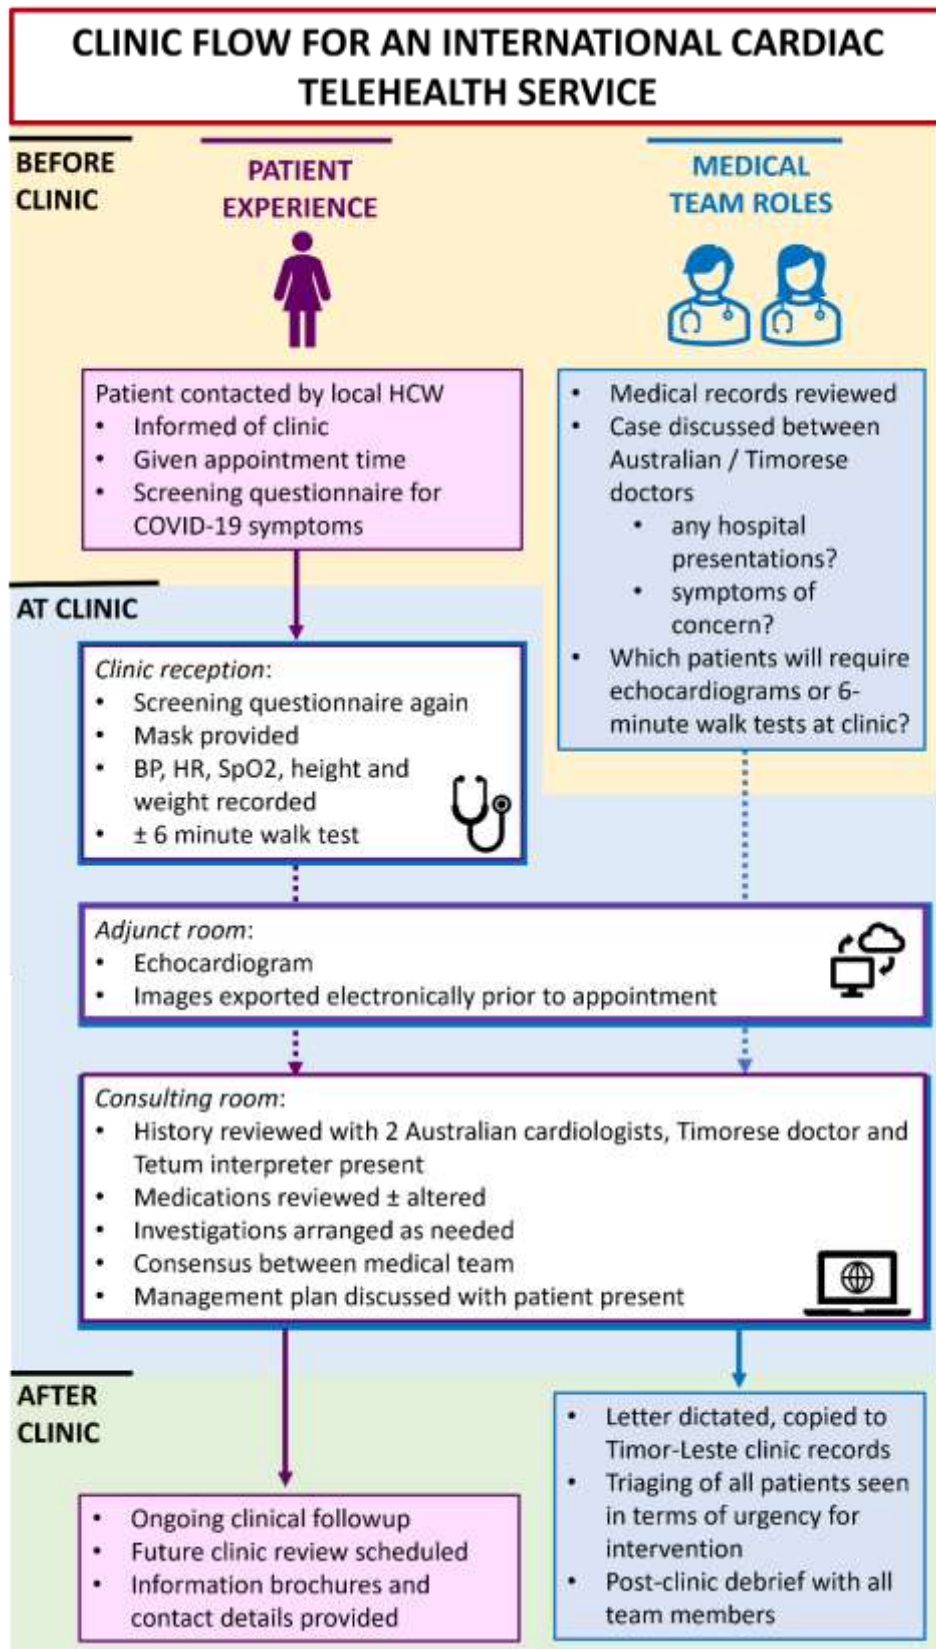 CLINIC FLOW FOR AN INTERNATIONAL CARDIAC
TELEHEALTH SERVICE
BEFORE
CLINIC
PATIENT
EXPERIENCE
MEDICAL
TEAM ROLES
Patient contacted by local HCW
• Informed of clinic
• Given appointment time
• Screening questionnaire for
COVID-19 symptoms
• Medical records reviewed
• Case discussed between
Australian / Timorese
doctors
• any hospital
presentations?
• symptoms of
concern?
• Which patients will require
echocardiograms or 6-
minute walk tests at clinic?
AT CLINIC
Clinic reception:
• Screening questionnaire again
• Mask provided
• BP, HR, SpO2, height and
weight recorded
• ± 6 minute walk test
Adjunct room:
• Echocardiogram
• Images exported electronically prior to appointment
Consulting room:
• History reviewed with 2 Australian cardiologists, Timorese doctor and
Tetum interpreter present
• Medications reviewed ± altered
• Investigations arranged as needed
• Consensus between medical team
• Management plan discussed with patient present
AFTER
CLINIC
• Ongoing clinical followup
• Future clinic review scheduled
• Information brochures and
contact details provided
• Letter dictated, copied to
Timor-Leste clinic records
• Triaging of all patients seen
in terms of urgency for
intervention
• Post-clinic debrief with all
team members